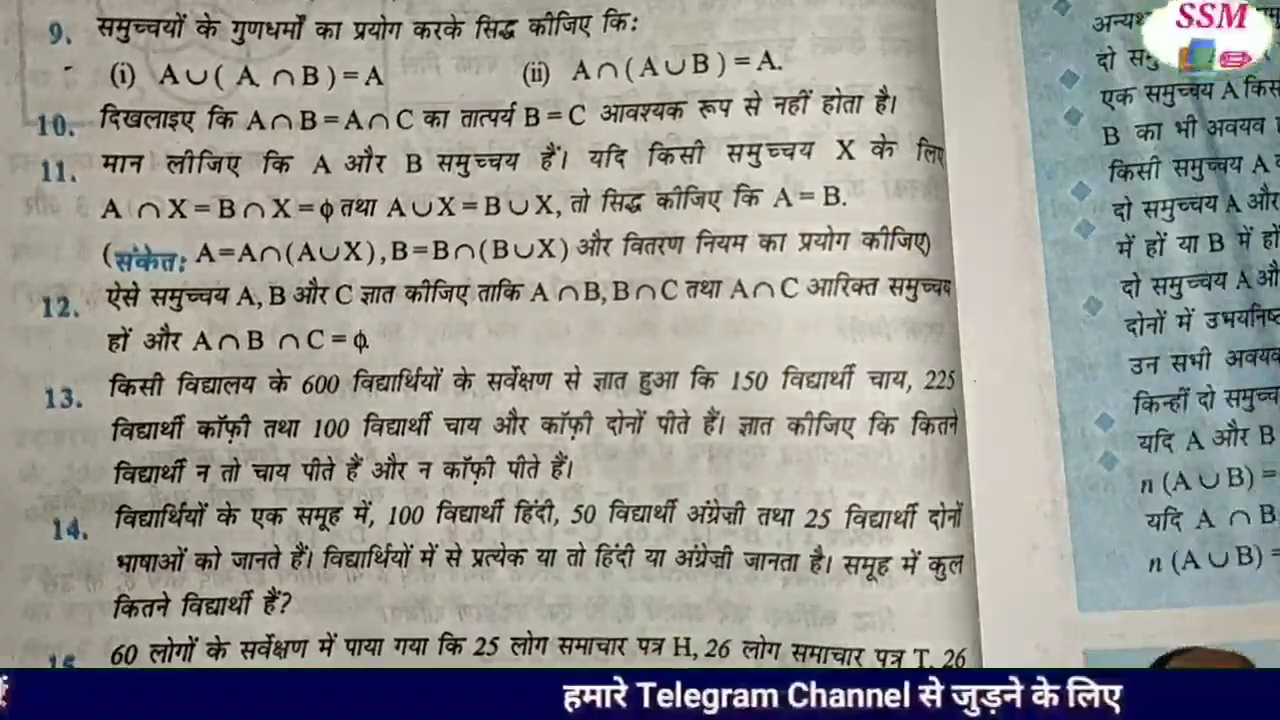 9. समुच्चयों के गुणधर्मों का प्रयोग करके सिद्ध कीजिए कि:
(i) A∪( A ∩B)=A (ii) A∩(A∪B)=A.
10. दिखलाइए कि A∩B=A∩C का तात्पर्य B=C आवश्यक रूप से नहीं होता है।
11. मान लीजिए कि A और B समुच्चय हैं। यदि किसी समुच्चय X के लिए
A ∩X=B∩X=ϕ तथा A∪X=B∪X, तो सिद्ध कीजिए कि A= B.
(संकेत: A=A∩(A∪X), B=B∩(B∪X) और वितरण नियम का प्रयोग कीजिए)
12. ऐसे समुच्चय A, B और C ज्ञात कीजिए ताकि A∩B, B∩C तथा A∩C आरिक्त समुच्चय
हों और A∩B ∩C=ϕ.
13. किसी विद्यालय के 600 विद्यार्थियों के सर्वेक्षण से ज्ञात हुआ कि 150 विद्यार्थी चाय, 225
विद्यार्थी कॉफ़ी तथा 100 विद्यार्थी चाय और कॉफ़ी दोनों पीते हैं। ज्ञात कीजिए कि कितने
विद्यार्थी न तो चाय पीते हैं और न कॉफ़ी पीते हैं।
14. विद्यार्थियों के एक समूह में, 100 विद्यार्थी हिंदी, 50 विद्यार्थी अंग्रेज़ी तथा 25 विद्यार्थी दोनों
भाषाओं को जानते हैं। विद्यार्थियों में से प्रत्येक या तो हिंदी या अंग्रेज़ी जानता है। समूह में कुल
कितने विद्यार्थी हैं?
15. 60 लोगों के सर्वेक्षण में पाया गया कि 25 लोग समाचार पत्र H, 26 लोग समाचार पत्र T, 26
SSM
दो
एक समुच्चय A
B का भी अवयव
किसी समुच्चय A
दो समुच्चय A और
में हों या B में हों
दो समुच्चय A
दोनों में
उन सभी
किन्हीं दो
यदि A और B
n (A∪B) =
यदि A ∩ B
n (A∪B) =
हमारे Telegram Channel से जुड़ने के लिए